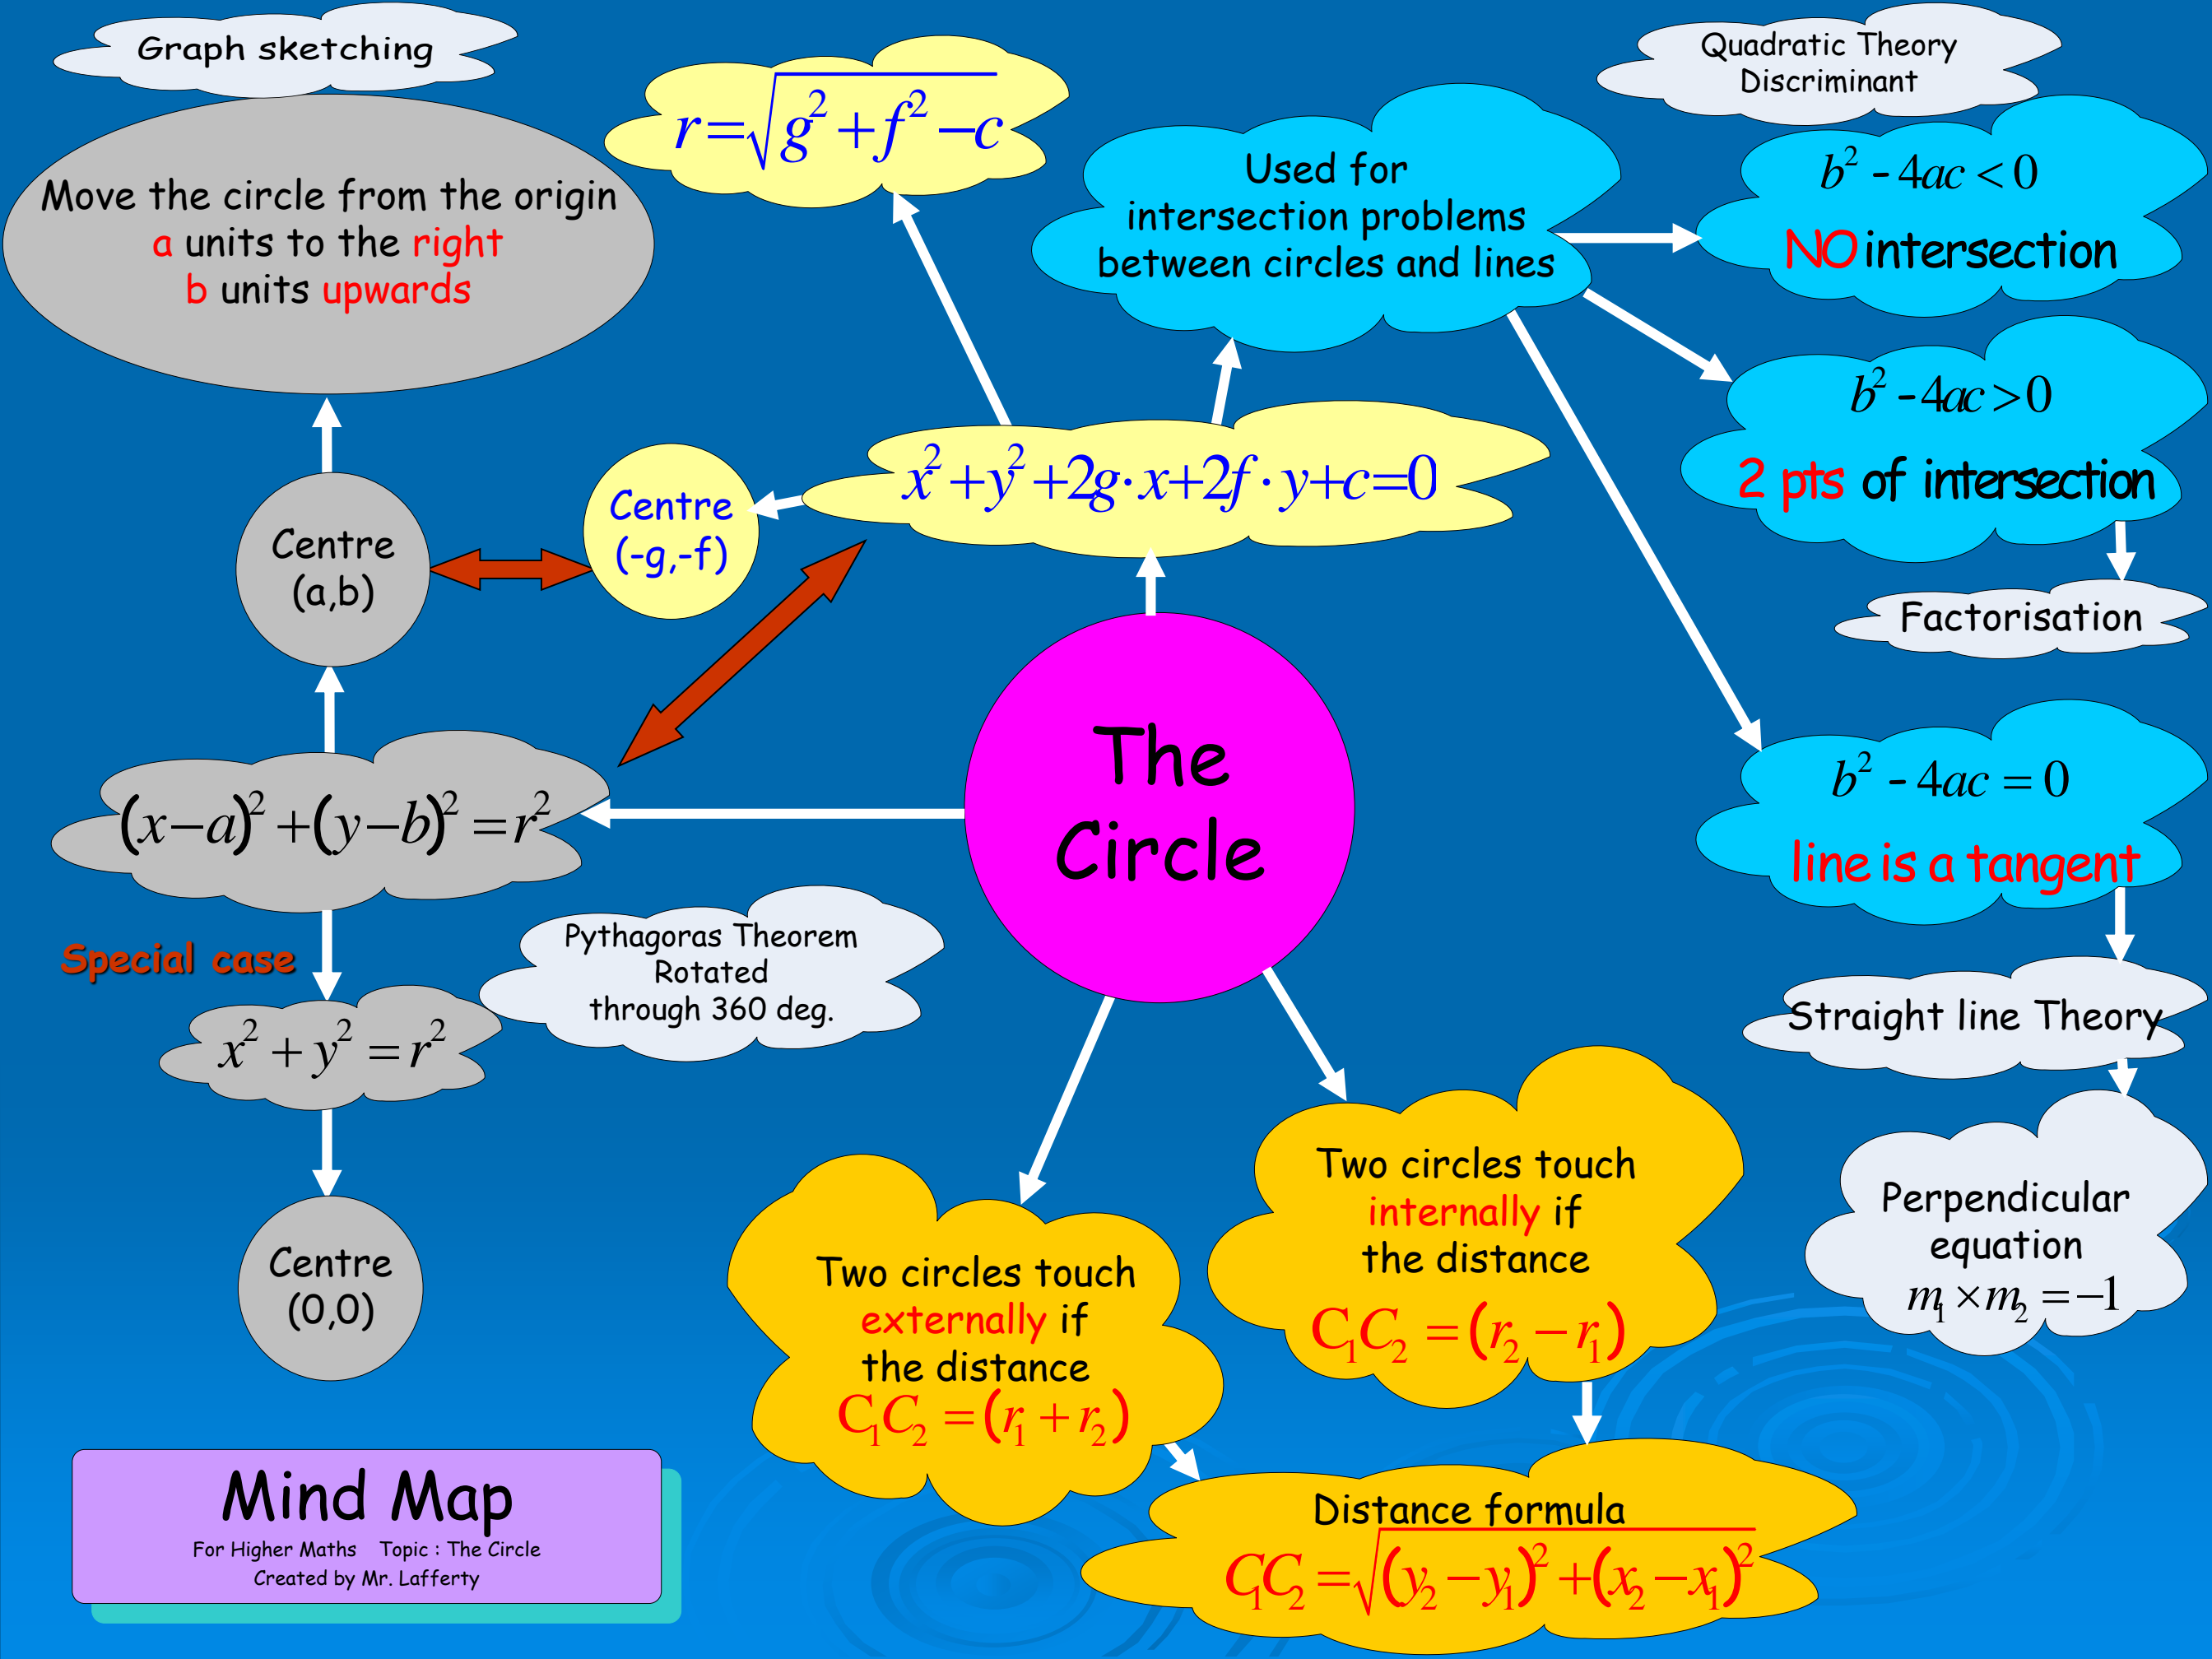 Graph sketching
Move the circle from the origin
a units to the right
b units upwards
Centre
(a,b)
(x−a)² + (y−b)² = r²
Special case
x² + y² = r²
Centre
(0,0)
Pythagoras Theorem
Rotated
through 360 deg.
r = √(g² + f² − c)
Centre
(-g,-f)
x² + y² + 2g·x + 2f·y + c = 0
Used for
intersection problems
between circles and lines
Quadratic Theory
Discriminant
b² - 4ac < 0
NO intersection
b² - 4ac > 0
2 pts of intersection
Factorisation
b² - 4ac = 0
line is a tangent
Straight line Theory
Perpendicular
equation
m₁ × m₂ = −1
The
Circle
Two circles touch
externally if
the distance
C₁C₂ = (r₁ + r₂)
Two circles touch
internally if
the distance
C₁C₂ = (r₂ − r₁)
Distance formula
C₁C₂ = √((y₂ − y₁)² + (x₂ − x₁)²)
Mind Map
For Higher Maths Topic : The Circle
Created by Mr. Lafferty